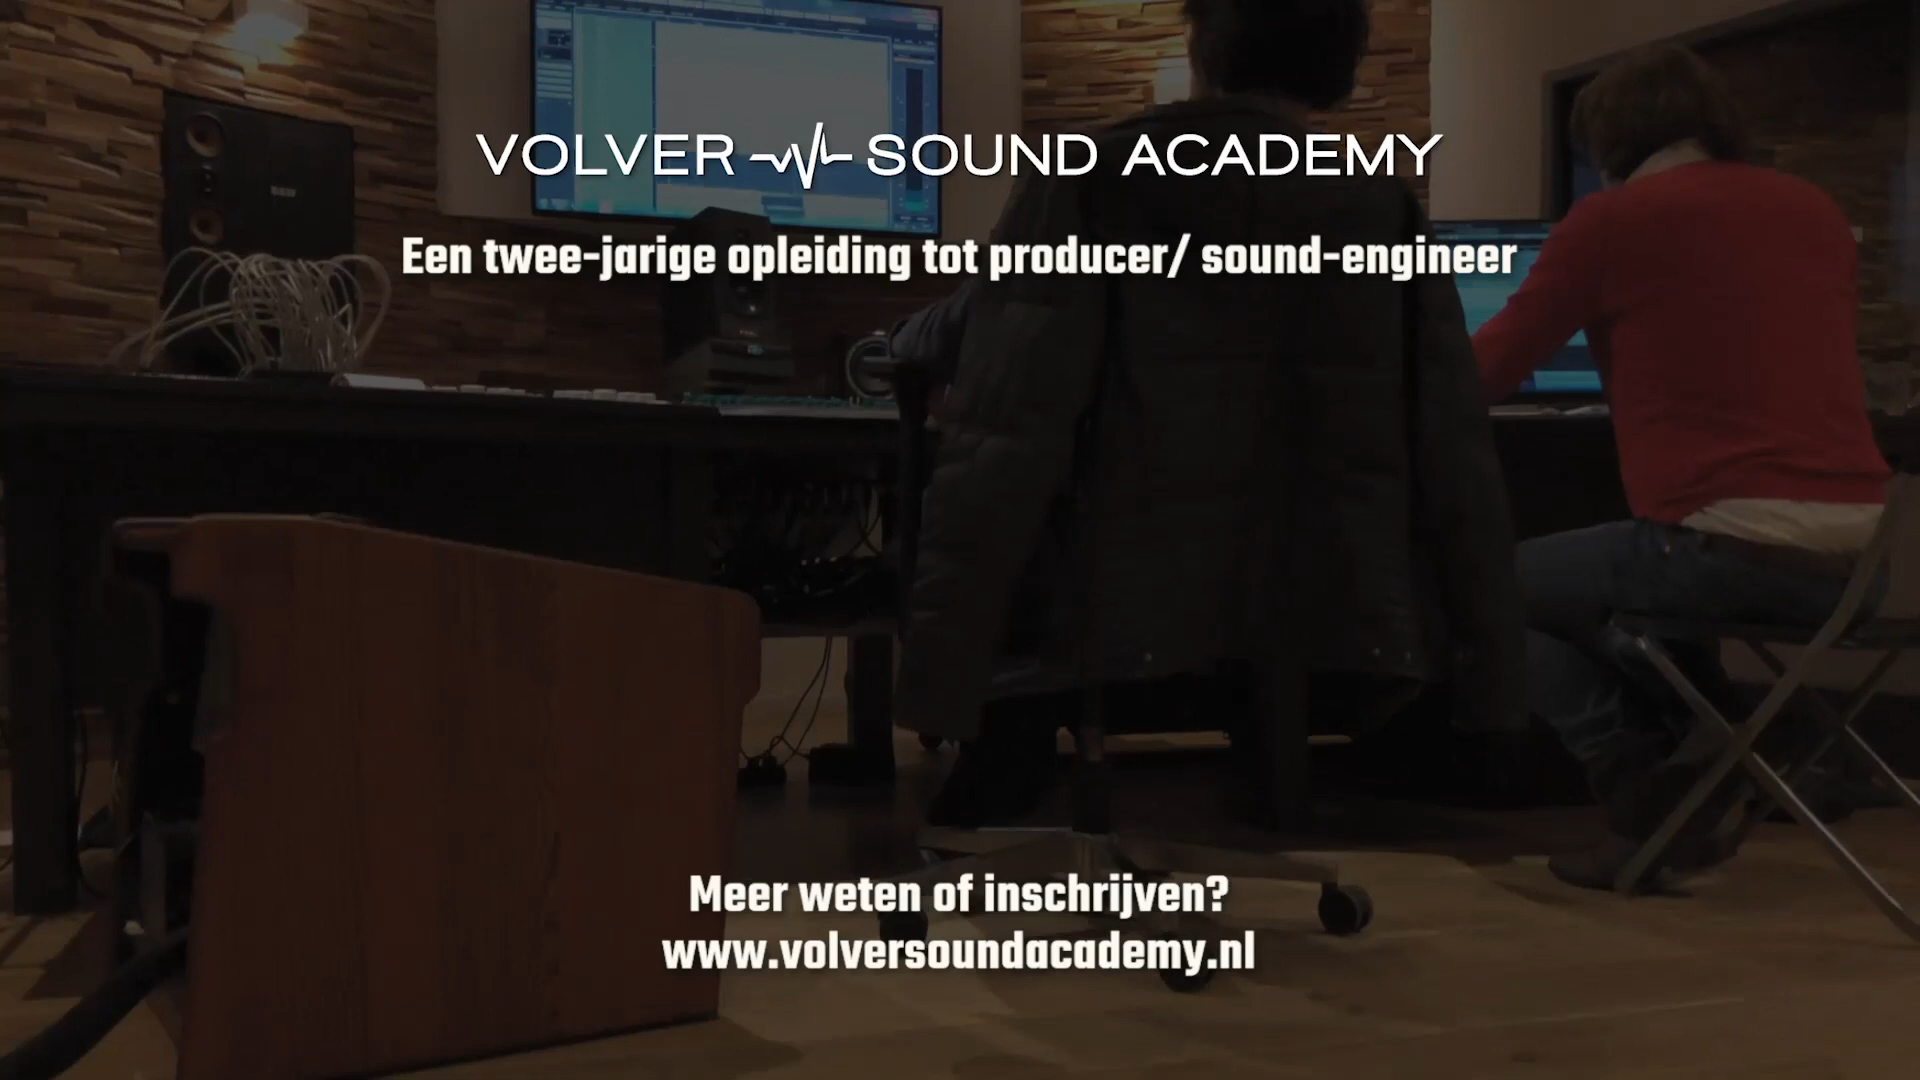 VOLVER SOUND ACADEMY
Een twee-jarige opleiding tot producer/ sound-engineer
Meer weten of inschrijven?
www.volversoundacademy.nl